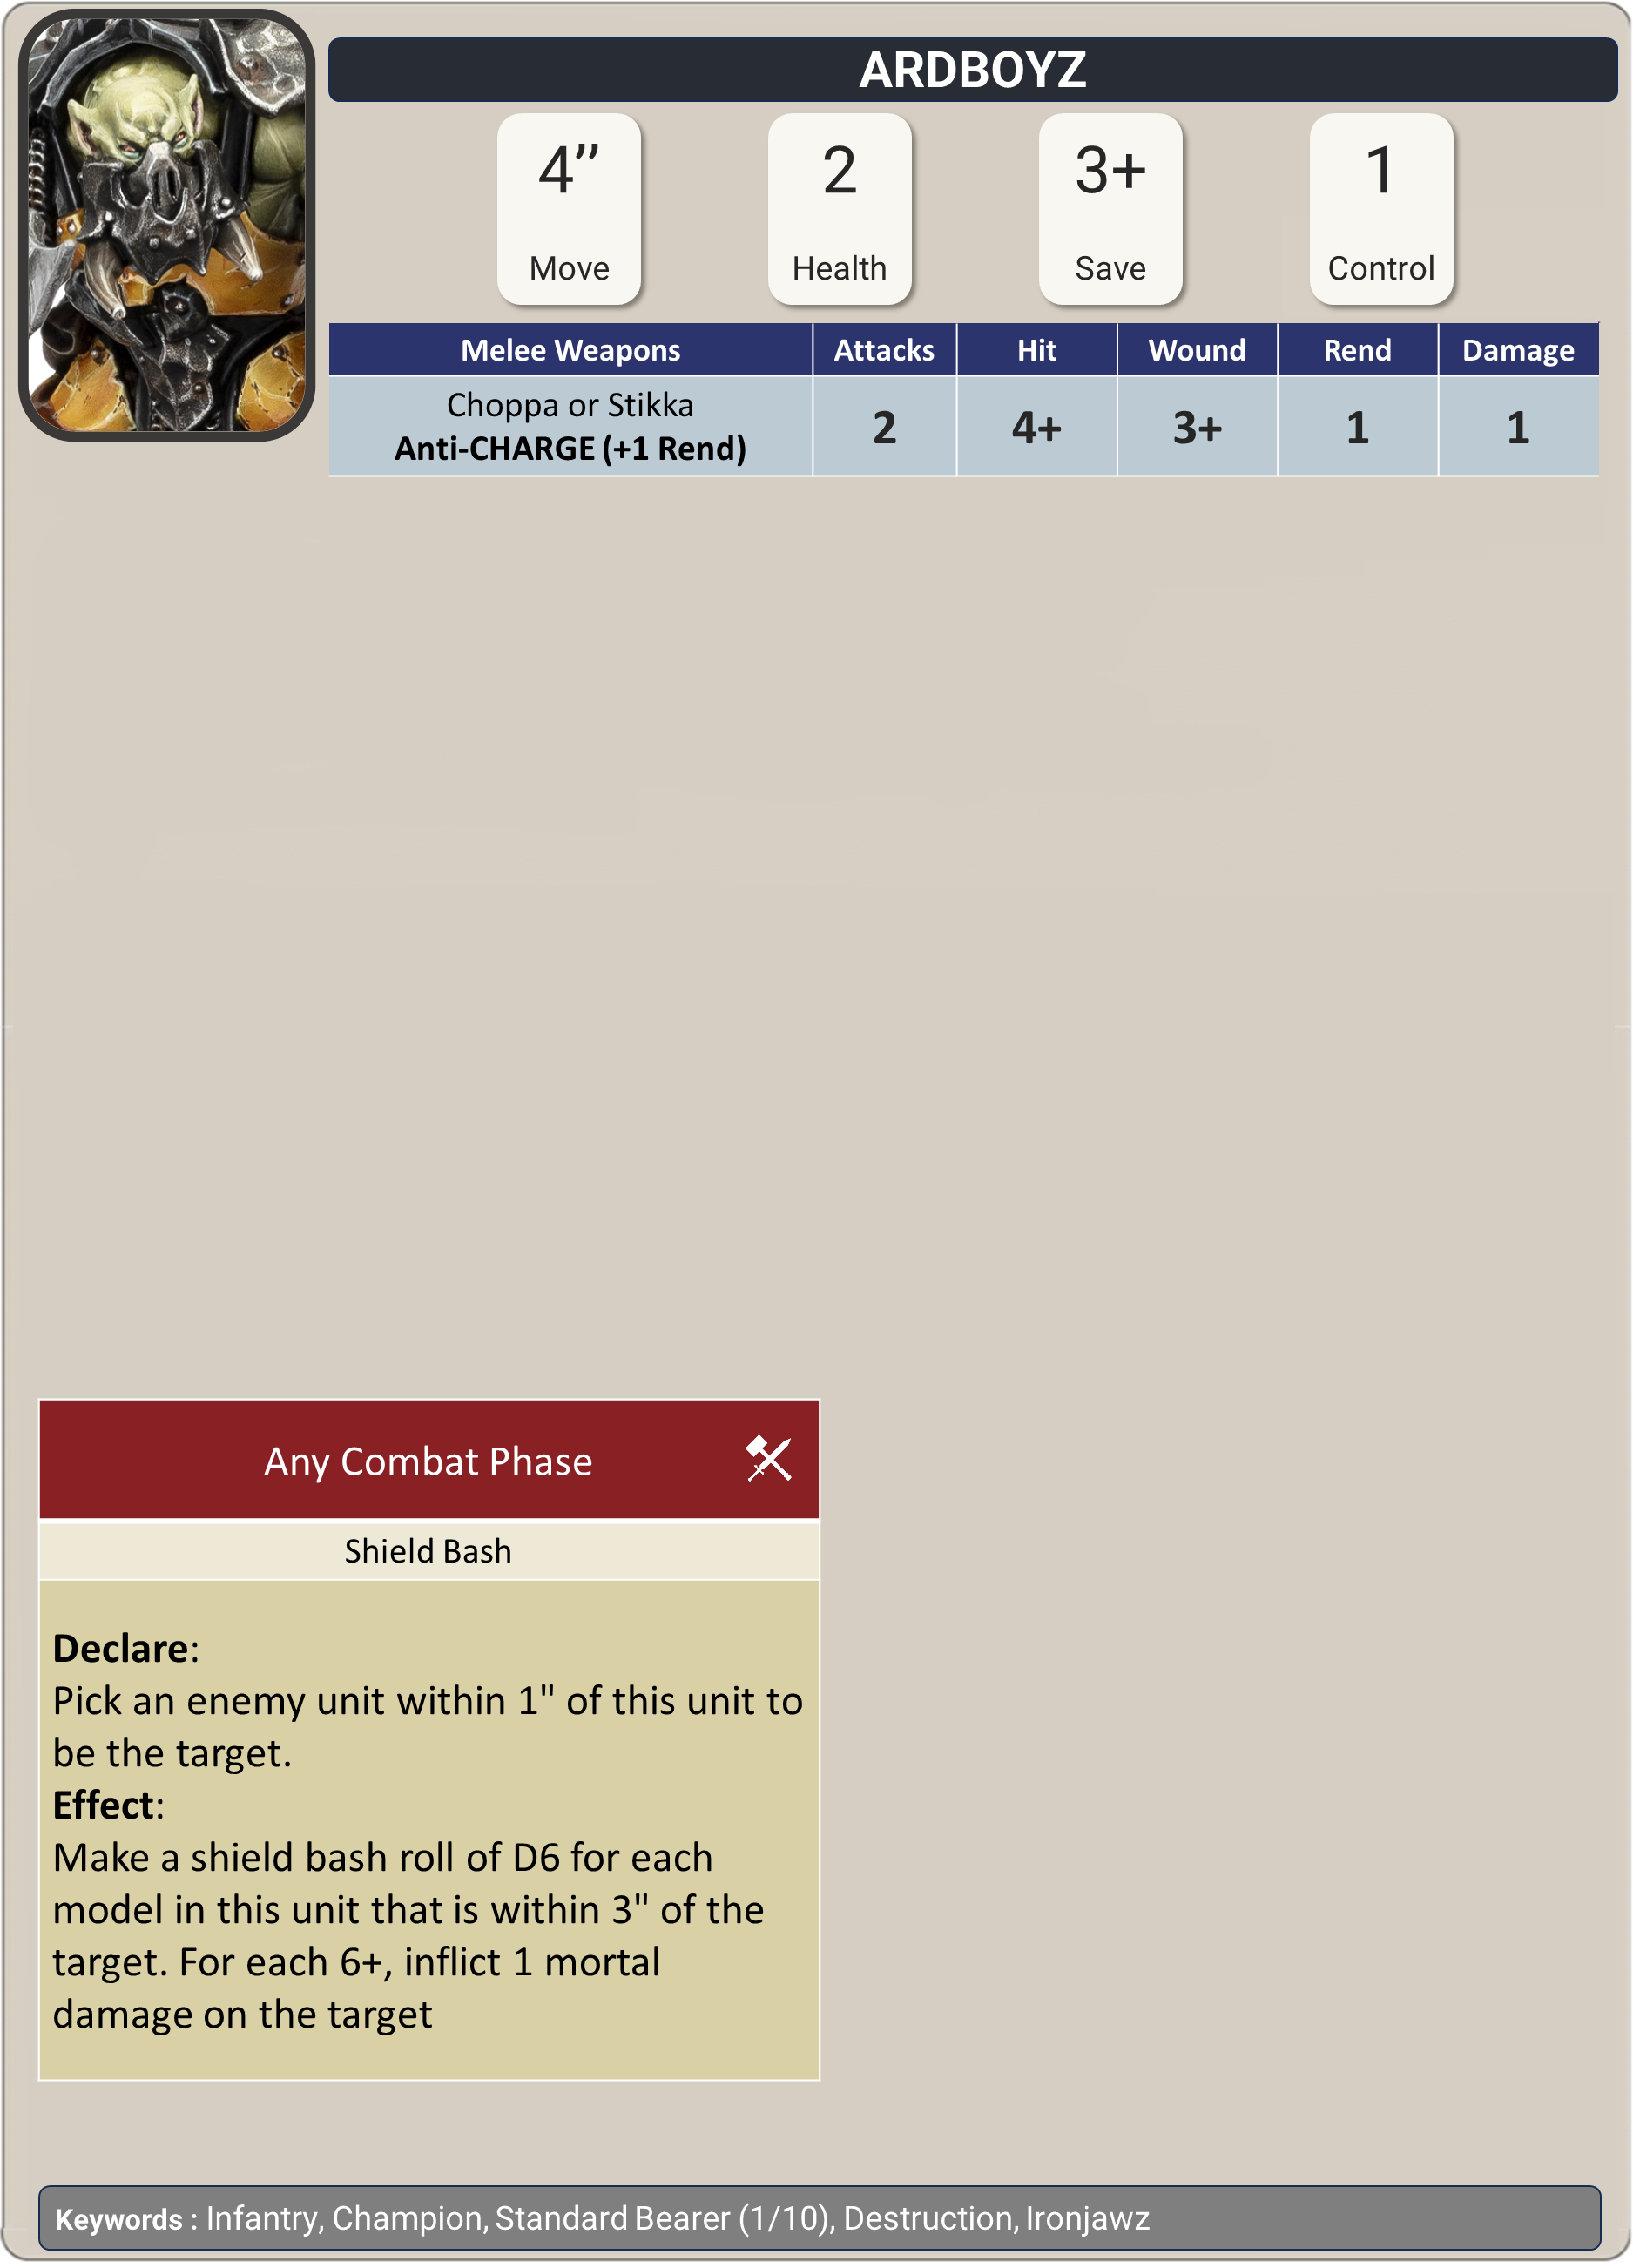 ARDBOYZ
4” 2 3+ 1
Move Health Save Control
Melee Weapons Attacks Hit Wound Rend Damage
Choppa or Stikka
Anti-CHARGE (+1 Rend) 2 4+ 3+ 1 1
Any Combat Phase
Shield Bash
Declare:
Pick an enemy unit within 1" of this unit to
be the target.
Effect:
Make a shield bash roll of D6 for each
model in this unit that is within 3" of the
target. For each 6+, inflict 1 mortal
damage on the target
Keywords : Infantry, Champion, Standard Bearer (1/10), Destruction, Ironjawz